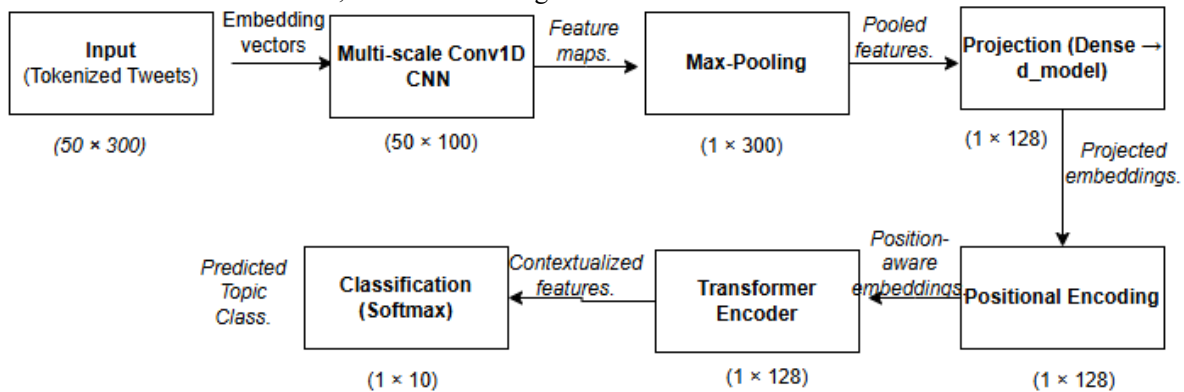 Input
(Tokenized Tweets)
(50 × 300)
Embedding
vectors
Multi-scale Conv1D
CNN
(50 × 100)
Feature
maps.
Max-Pooling
(1 × 300)
Pooled
features.
Projection (Dense →
d_model)
(1 × 128)
Projected
embeddings.
Positional Encoding
(1 × 128)
Position-
aware
embeddings.
Transformer
Encoder
(1 × 128)
Contextualized
features.
Classification
(Softmax)
(1 × 10)
Predicted
Topic
Class.